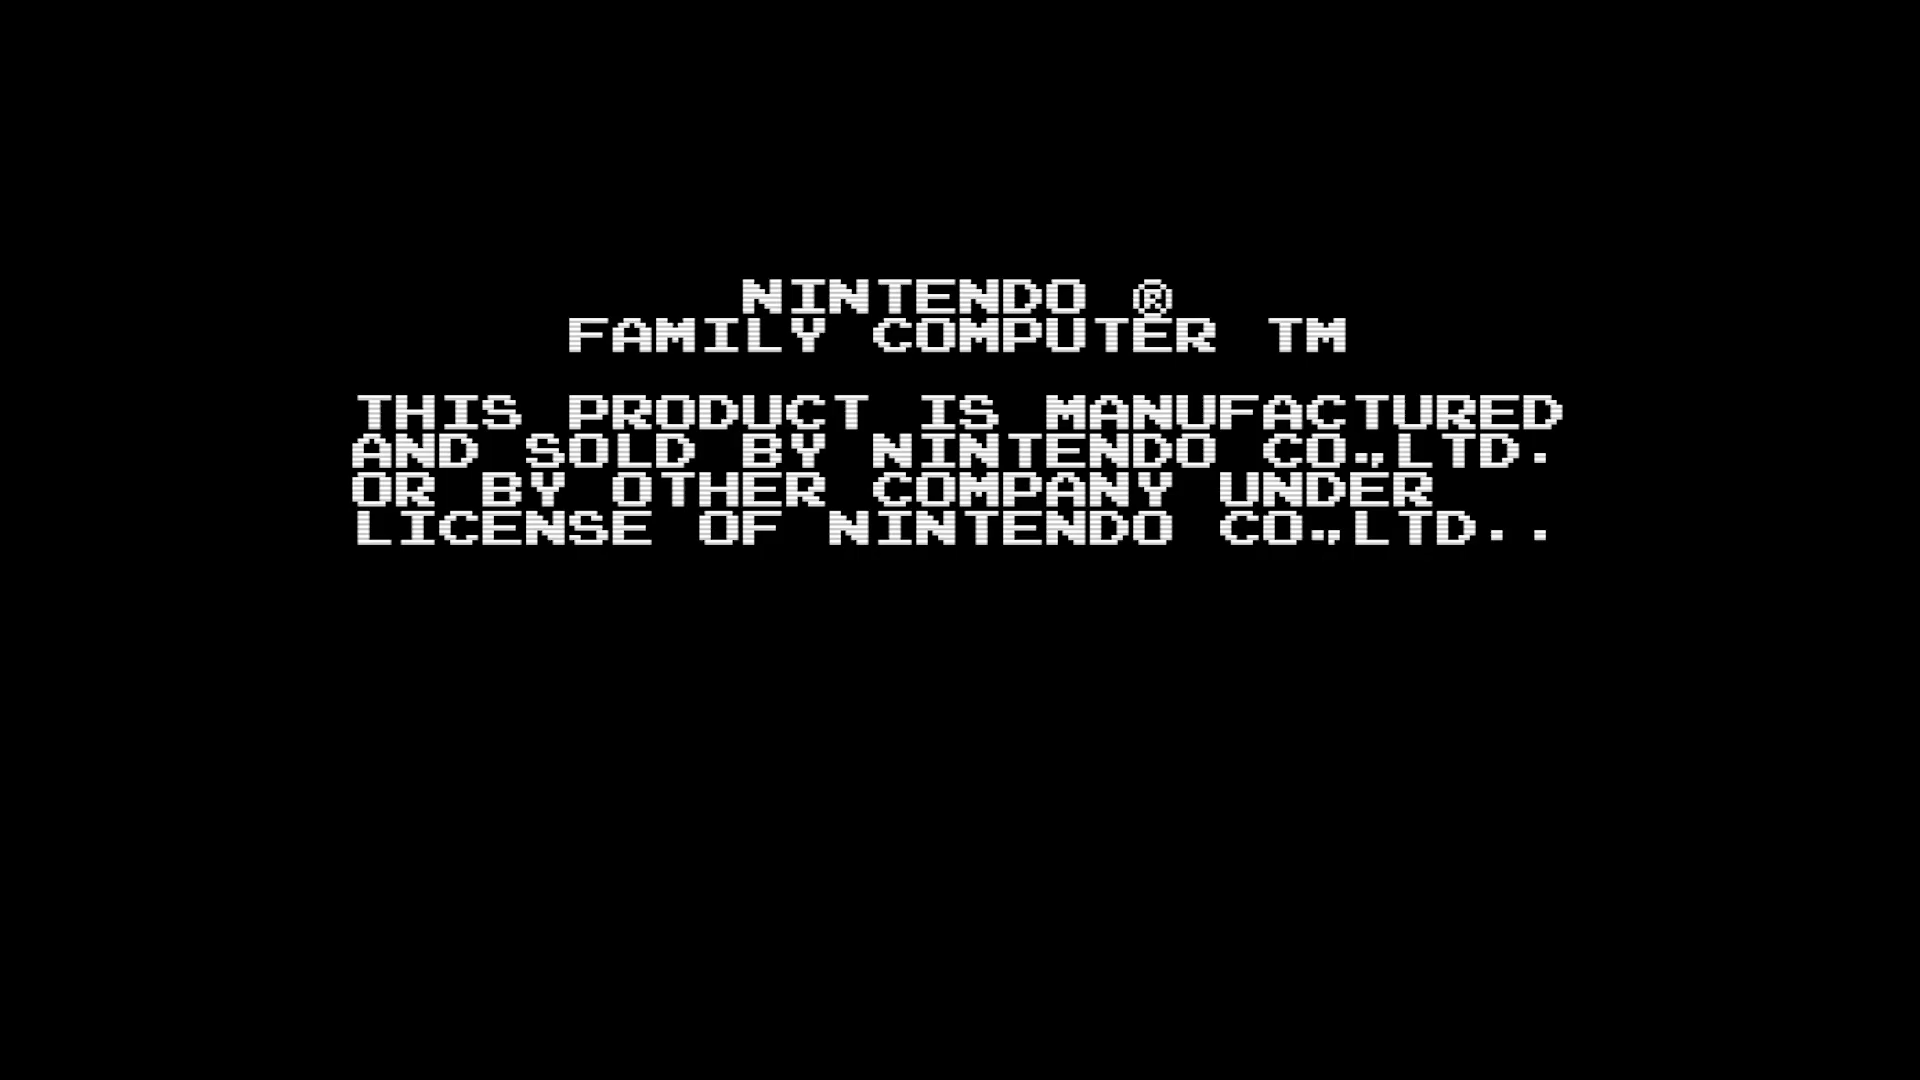 NINTENDO ®
FAMILY COMPUTER TM
THIS PRODUCT IS MANUFACTURED
AND SOLD BY NINTENDO CO.,LTD.
OR BY OTHER COMPANY UNDER
LICENSE OF NINTENDO CO.,LTD..